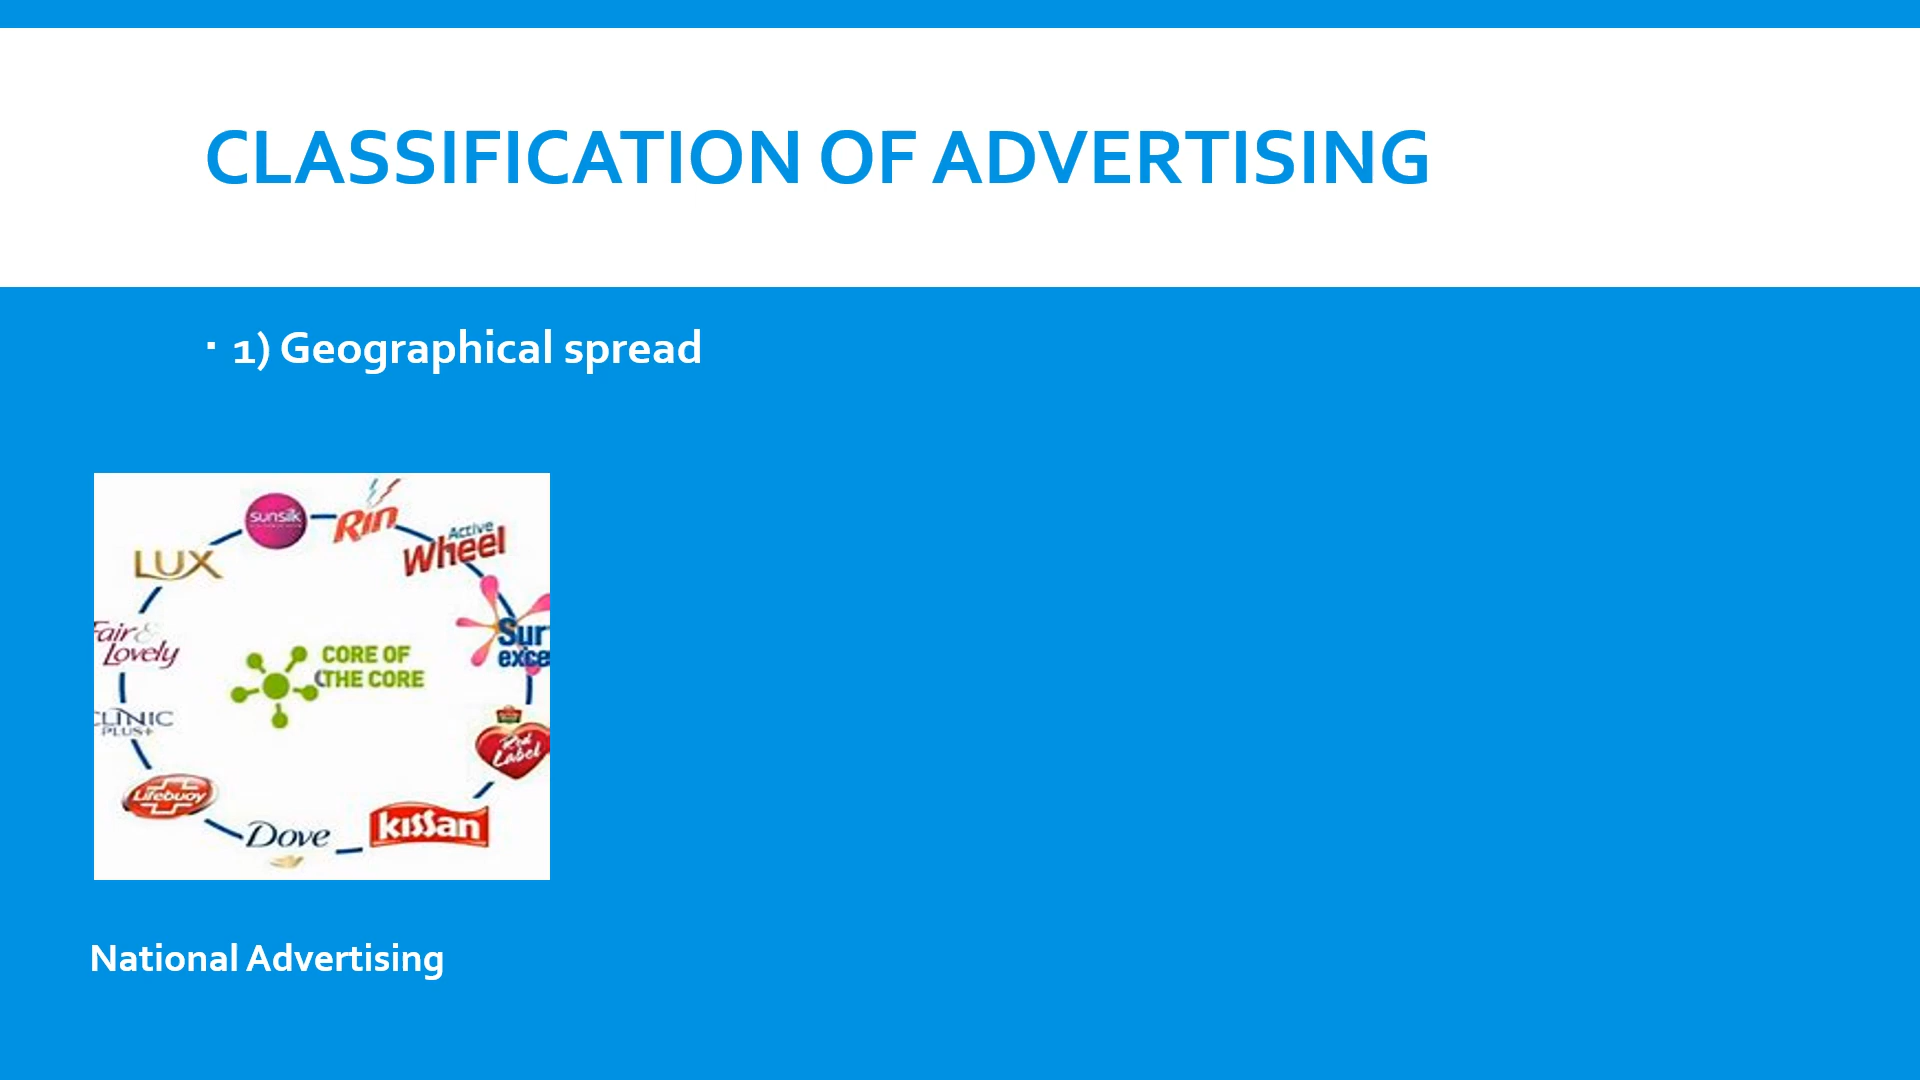 CLASSIFICATION OF ADVERTISING
1) Geographical spread
sunsilk
Rin
Active
Wheel
LUX
Fair &
Lovely
Sur
exce
CORE OF
THE CORE
CLINIC
PLUS+
Red
Label
Lifebuoy
Dove
kissan
National Advertising